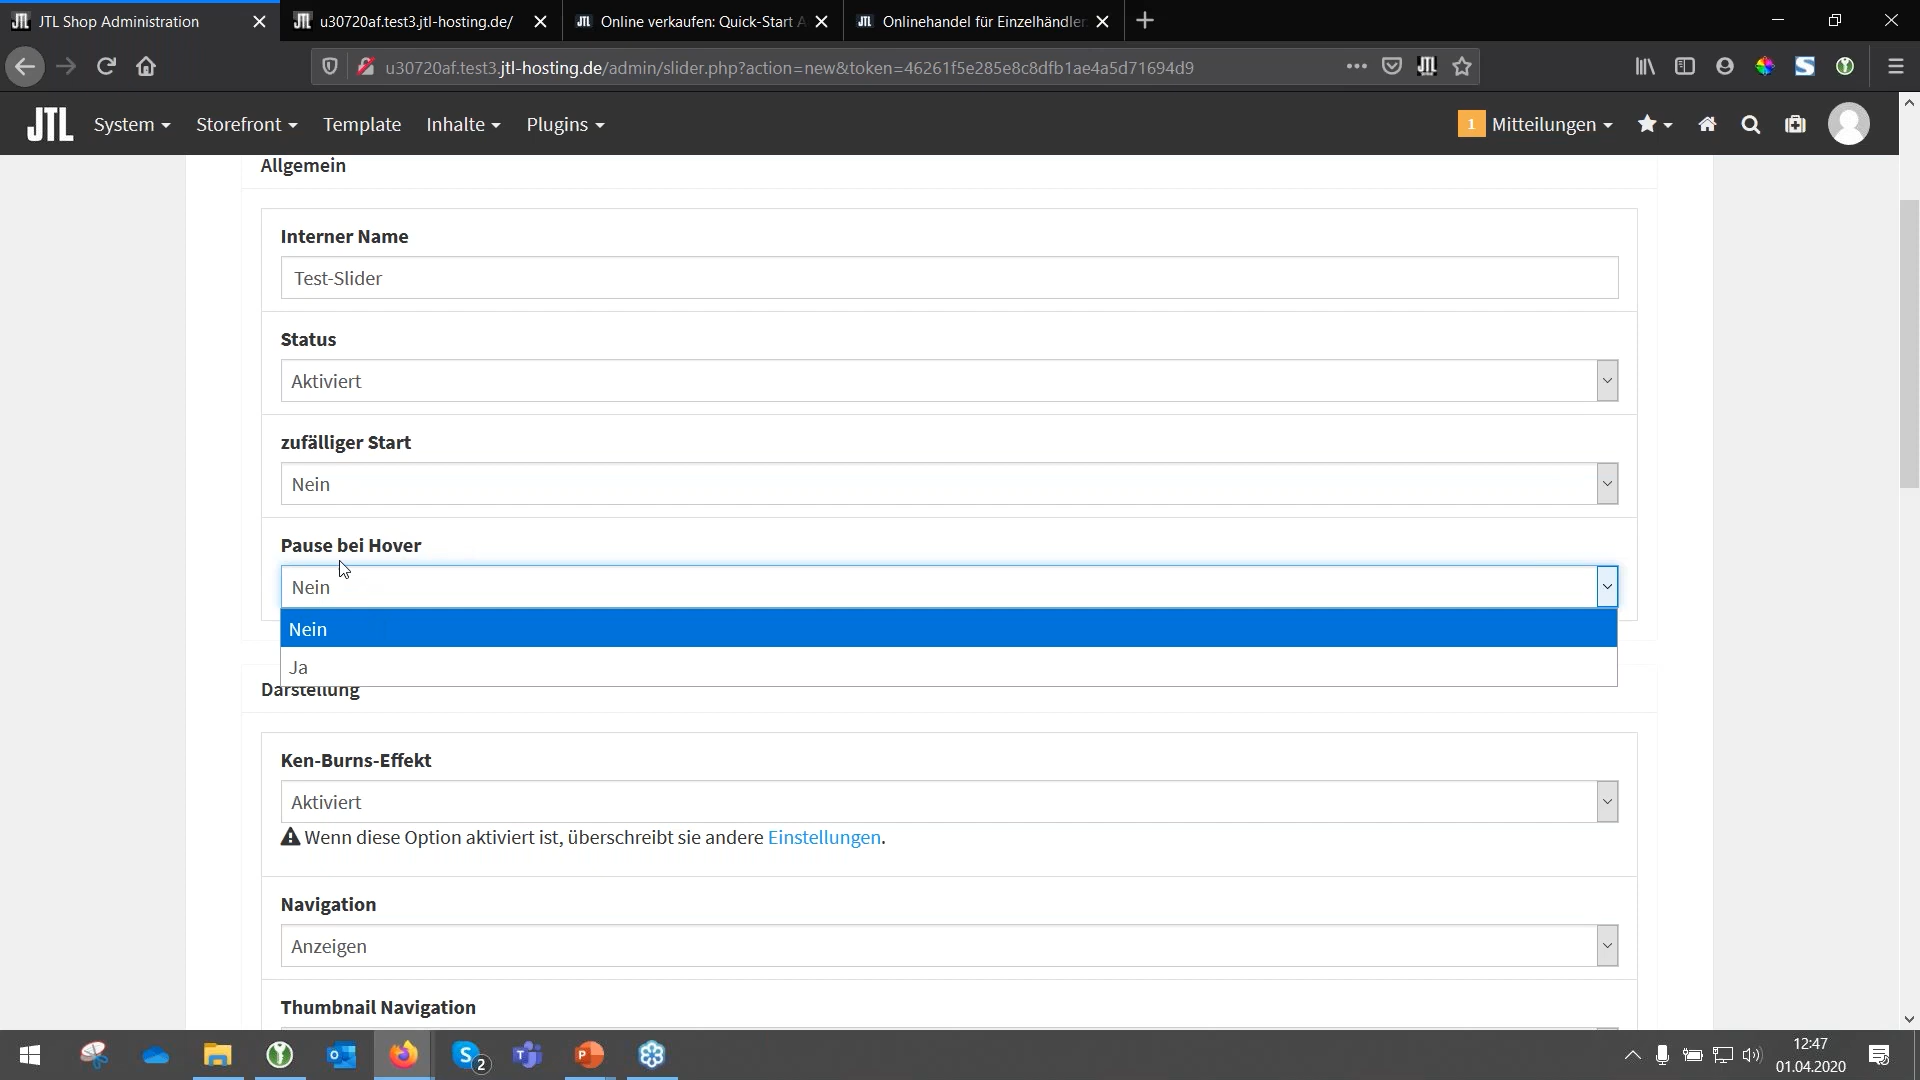 JTL Shop Administration
u30720af.test3.jtl-hosting.de/
Online verkaufen: Quick-Start A
Onlinehandel für Einzelhändler
u30720af.test3.jtl-hosting.de/admin/slider.php?action=new&token=46261f5e285e8c8dfb1ae4a5d71694d9
JTL System Storefront Template Inhalte Plugins 1 Mitteilungen
Allgemein
Interner Name
Test-Slider
Status
Aktiviert
zufälliger Start
Nein
Pause bei Hover
Nein
Nein
Ja
Darstellung
Ken-Burns-Effekt
Aktiviert
Wenn diese Option aktiviert ist, überschreibt sie andere Einstellungen.
Navigation
Anzeigen
Thumbnail Navigation
2
12:47
01.04.2020